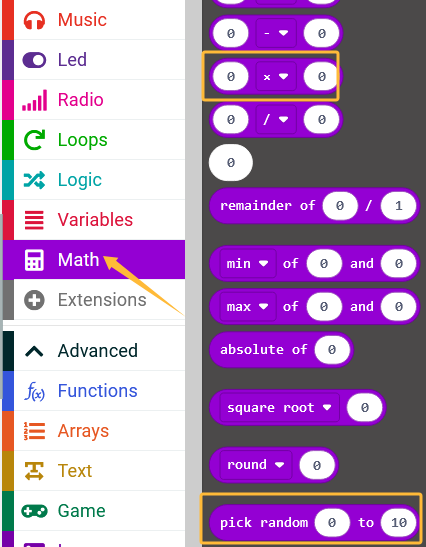 Music
Led
Radio
Loops
Logic
Variables
Math
Extensions
Advanced
Functions
Arrays
Text
Game
0 - 0
0 × 0
0 / 0
0
remainder of 0 / 1
min of 0 and 0
max of 0 and 0
absolute of 0
square root 0
round 0
pick random 0 to 10